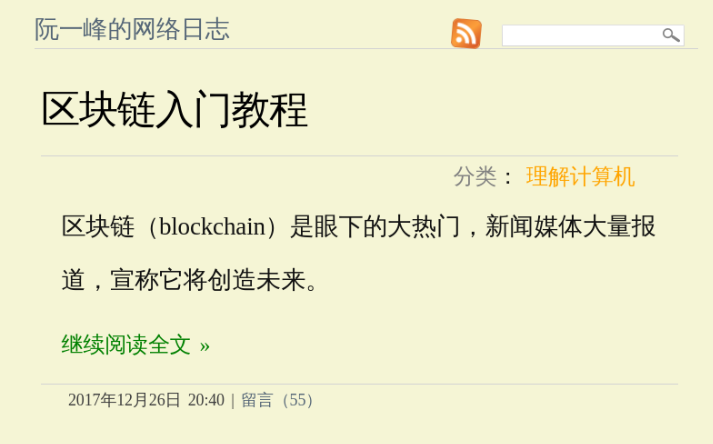 阮一峰的网络日志
区块链入门教程
分类： 理解计算机
区块链（blockchain）是眼下的大热门，新闻媒体大量报
道，宣称它将创造未来。
继续阅读全文 »
2017年12月26日 20:40 | 留言（55）